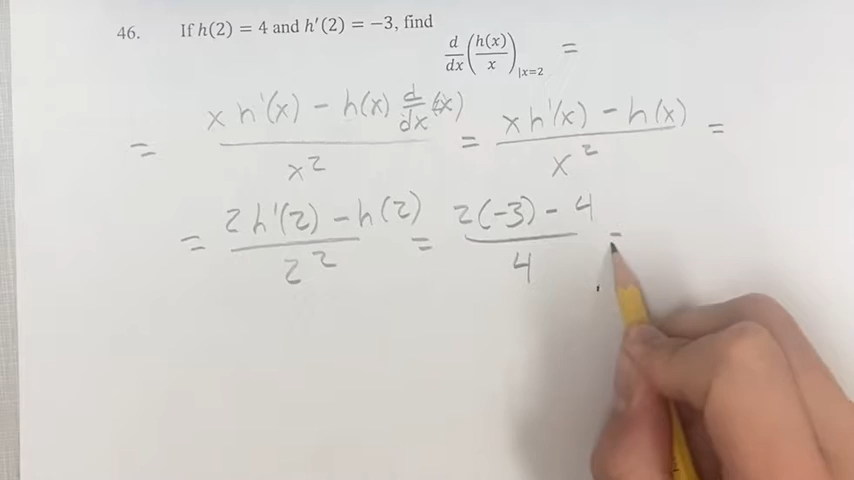 46. If h(2) = 4 and h′(2) = −3, find
d/dx (h(x)/x) |x=2 =
= (x h'(x) − h(x) d/dx (x)) / x² = (x h'(x) − h(x)) / x² =
= (2 h'(2) − h(2)) / 2² = (2(-3) − 4) / 4 =